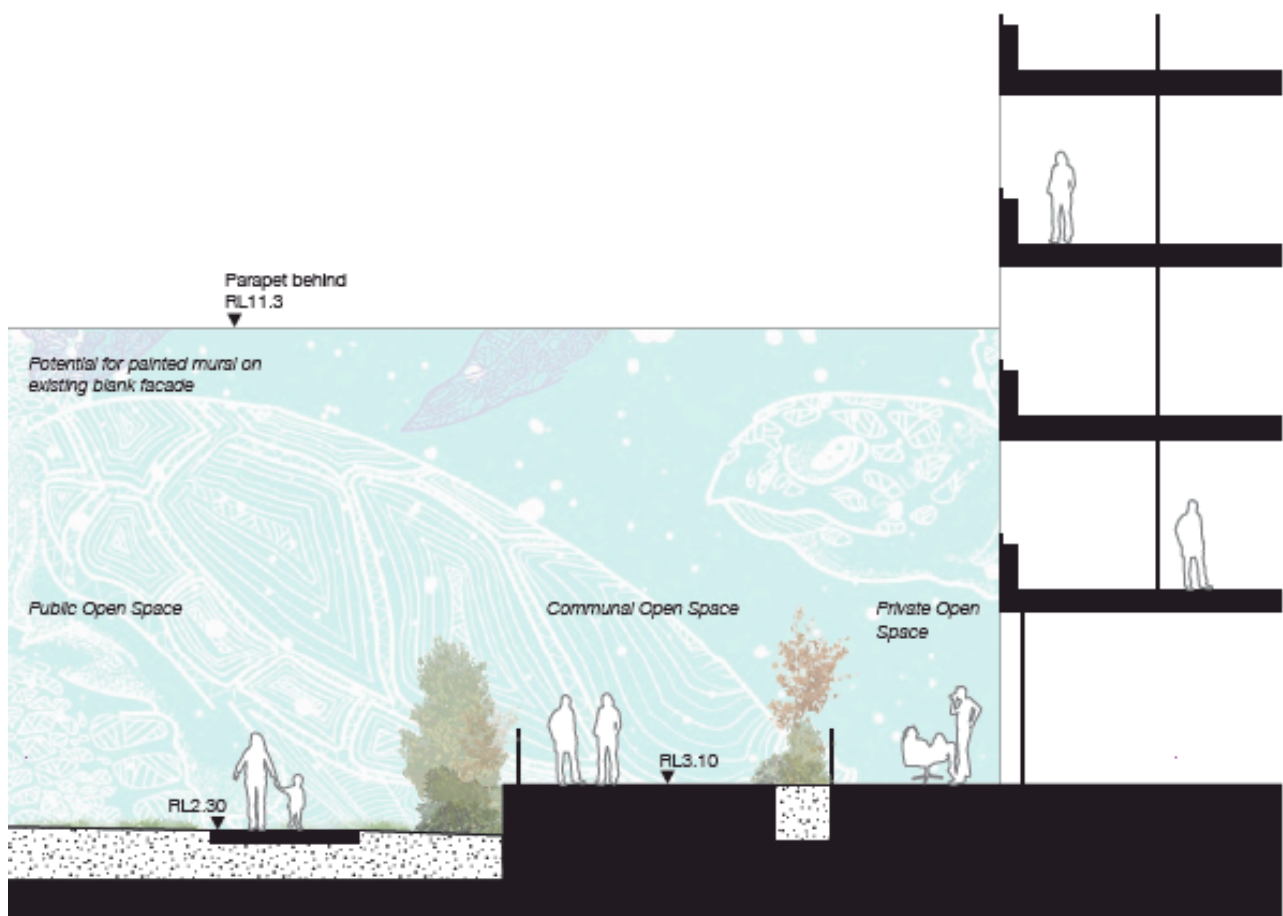 Parapet behind
RL11.3
Potential for painted mural on
existing blank facade
Public Open Space
Communal Open Space
Private Open
Space
RL3.10
RL2.30